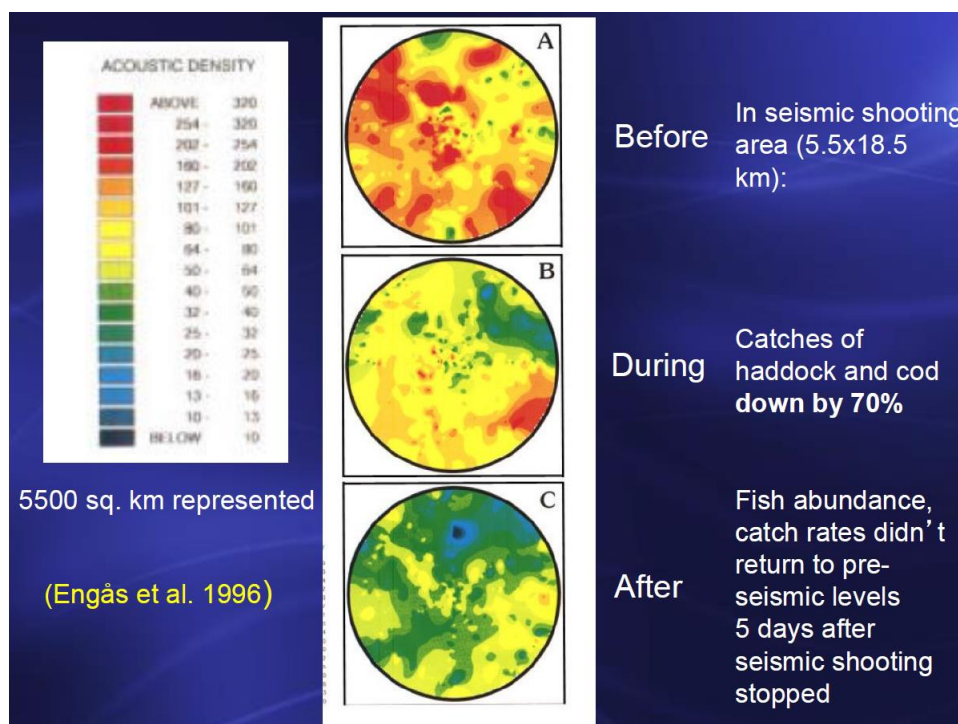 ACOUSTIC DENSITY
ABOVE 320
254 - 320
202 - 254
160 - 202
127 - 160
101 - 127
80 - 101
64 - 80
50 - 64
40 - 50
32 - 40
25 - 32
20 - 25
16 - 20
13 - 16
10 - 13
BELOW 10
5500 sq. km represented
(Engås et al. 1996)
A
B
C
Before
In seismic shooting
area (5.5x18.5
km):
During
Catches of
haddock and cod
down by 70%
After
Fish abundance,
catch rates didn’t
return to pre-
seismic levels
5 days after
seismic shooting
stopped